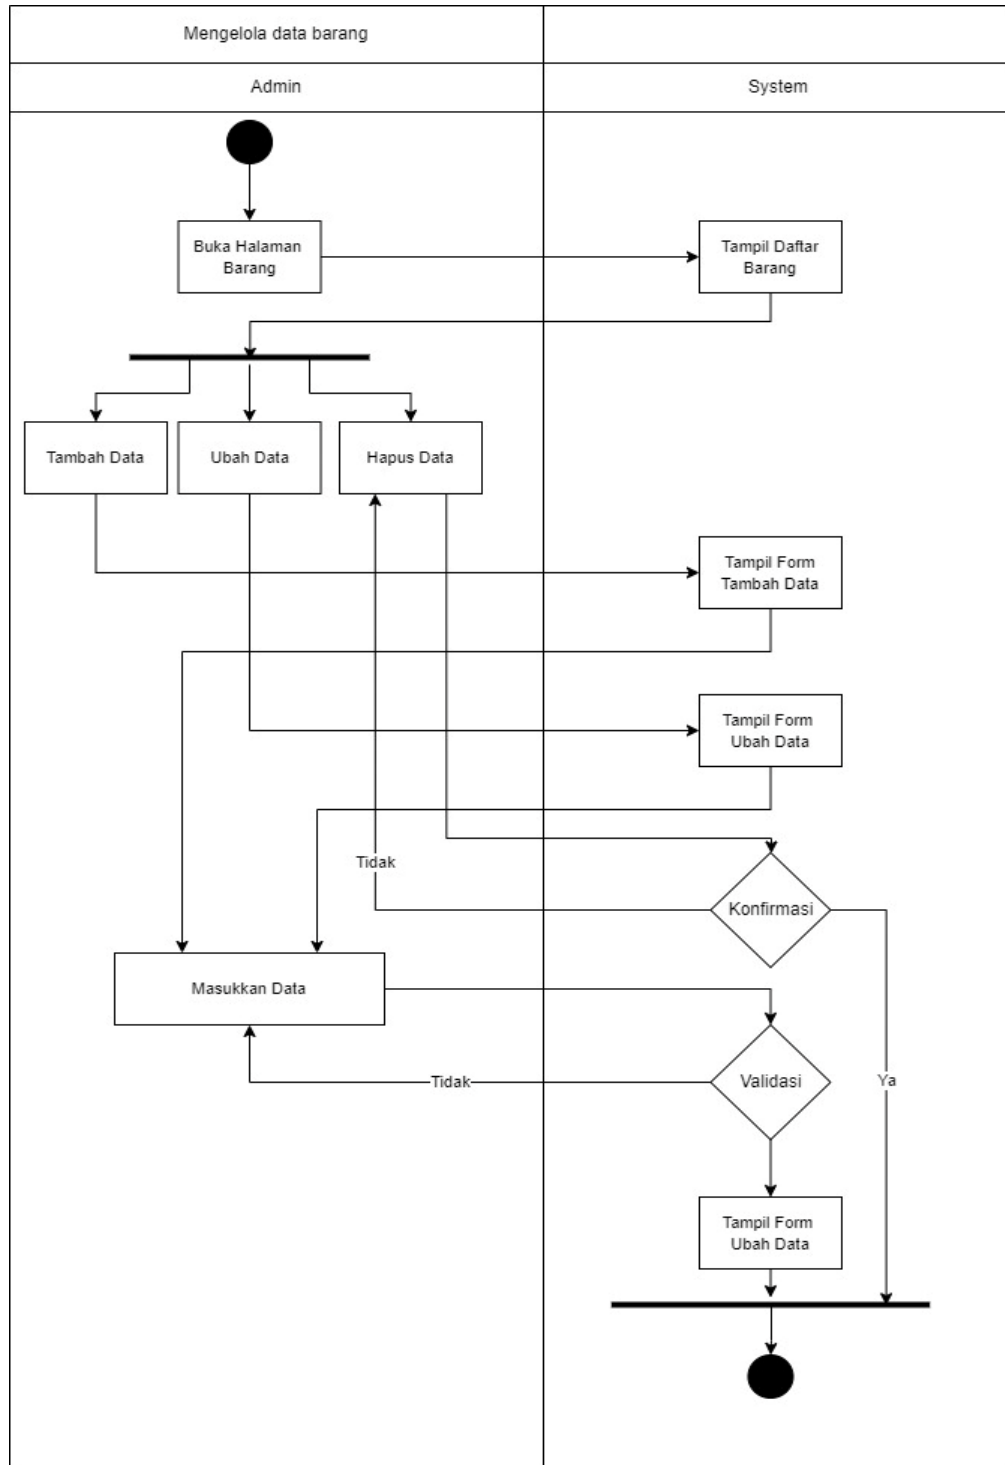 Mengelola data barang
Admin
System
Buka Halaman
Barang
Tampil Daftar
Barang
Tambah Data
Ubah Data
Hapus Data
Tampil Form
Tambah Data
Tampil Form
Ubah Data
Tidak
Konfirmasi
Masukkan Data
Tidak
Validasi
Ya
Tampil Form
Ubah Data